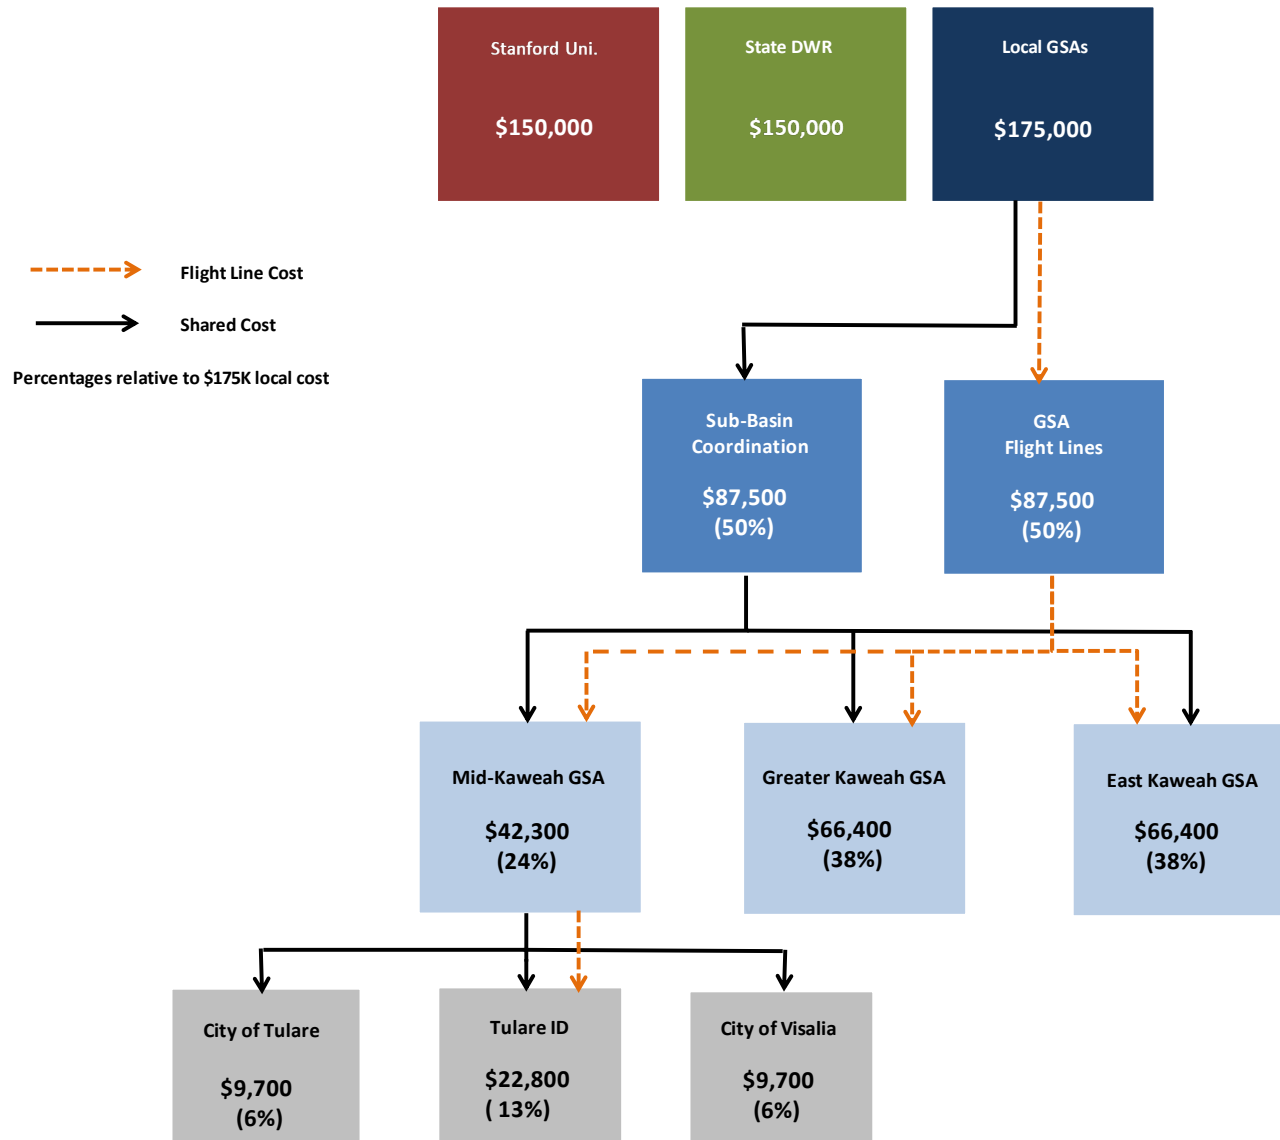 Stanford Uni.
$150,000
State DWR
$150,000
Local GSAs
$175,000
Flight Line Cost
Shared Cost
Percentages relative to $175K local cost
Sub-Basin
Coordination
$87,500
(50%)
GSA
Flight Lines
$87,500
(50%)
Mid-Kaweah GSA
$42,300
(24%)
Greater Kaweah GSA
$66,400
(38%)
East Kaweah GSA
$66,400
(38%)
City of Tulare
$9,700
(6%)
Tulare ID
$22,800
( 13%)
City of Visalia
$9,700
(6%)